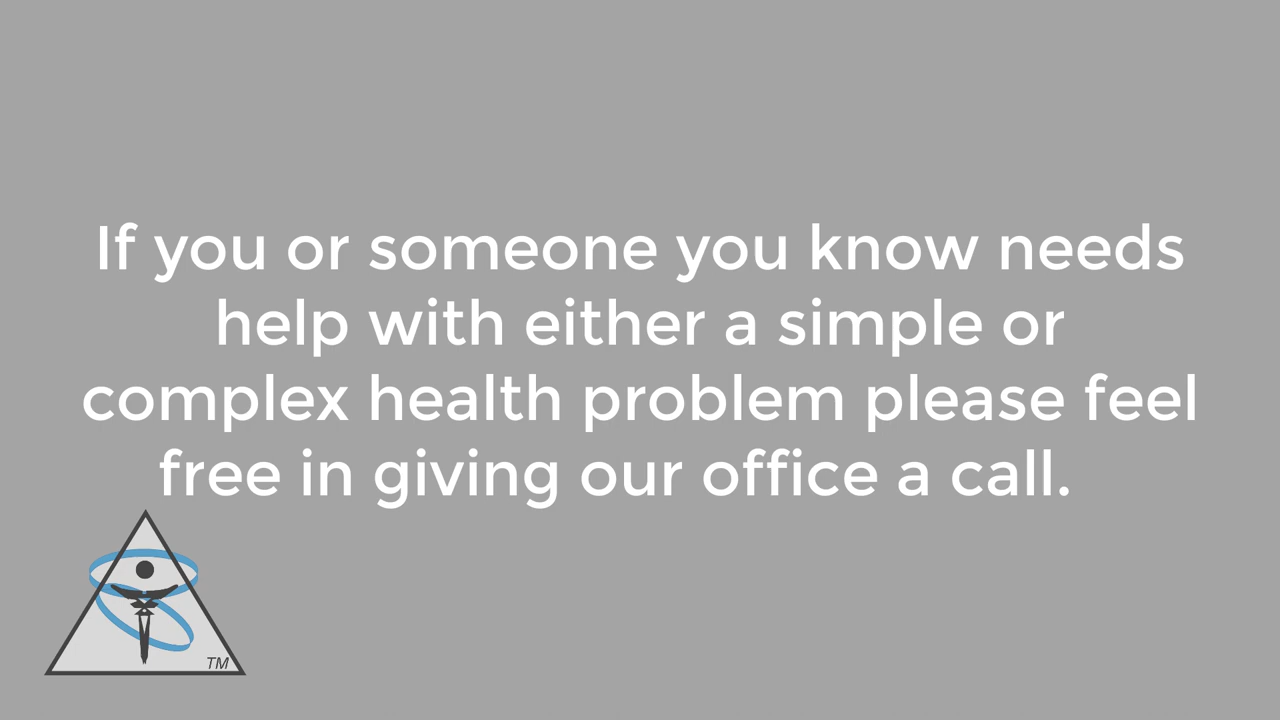 If you or someone you know needs
help with either a simple or
complex health problem please feel
free in giving our office a call.
TM